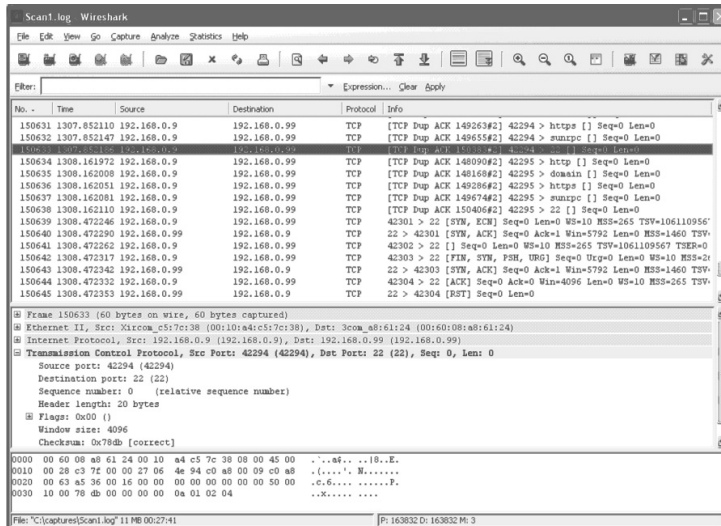 Scan1.log - Wireshark
File Edit View Go Capture Analyze Statistics Help
Filter: Expression... Clear Apply
No. - Time Source Destination Protocol Info
150631 1307.852110 192.168.0.9 192.168.0.99 TCP [TCP Dup ACK 149263#2] 42294 > https [] Seq=0 Len=0
150632 1307.852147 192.168.0.9 192.168.0.99 TCP [TCP Dup ACK 149655#2] 42294 > sunrpc [] Seq=0 Len=0
150633 1307.852186 192.168.0.9 192.168.0.99 TCP [TCP Dup ACK 150383#2] 42294 > 22 [] Seq=0 Len=0
150634 1308.161972 192.168.0.9 192.168.0.99 TCP [TCP Dup ACK 148090#2] 42295 > http [] Seq=0 Len=0
150635 1308.162008 192.168.0.9 192.168.0.99 TCP [TCP Dup ACK 148168#2] 42295 > domain [] Seq=0 Len=0
150636 1308.162051 192.168.0.9 192.168.0.99 TCP [TCP Dup ACK 149286#2] 42295 > https [] Seq=0 Len=0
150637 1308.162081 192.168.0.9 192.168.0.99 TCP [TCP Dup ACK 149674#2] 42295 > sunrpc [] Seq=0 Len=0
150638 1308.162110 192.168.0.9 192.168.0.99 TCP [TCP Dup ACK 150406#2] 42295 > 22 [] Seq=0 Len=0
150639 1308.472246 192.168.0.9 192.168.0.99 TCP 42301 > 22 [SYN, ECN] Seq=0 Len=0 WS=10 MSS=265 TSV=1061109567
150640 1308.472290 192.168.0.99 192.168.0.9 TCP 22 > 42301 [SYN, ACK] Seq=0 Ack=1 Win=5792 Len=0 MSS=1460 TSV=
150641 1308.472262 192.168.0.9 192.168.0.99 TCP 42302 > 22 [] Seq=0 Len=0 WS=10 MSS=265 TSV=1061109567 TSER=0
150642 1308.472317 192.168.0.9 192.168.0.99 TCP 42303 > 22 [FIN, SYN, PSH, URG] Seq=0 Urg=0 Len=0 WS=10 MSS=26
150643 1308.472342 192.168.0.99 192.168.0.9 TCP 22 > 42303 [SYN, ACK] Seq=0 Ack=1 Win=5792 Len=0 MSS=1460 TSV=
150644 1308.472332 192.168.0.9 192.168.0.99 TCP 42304 > 22 [ACK] Seq=0 Ack=0 Win=4096 Len=0 WS=10 MSS=265 TSV=
150645 1308.472353 192.168.0.99 192.168.0.9 TCP 22 > 42304 [RST] Seq=0 Len=0
Frame 150633 (60 bytes on wire, 60 bytes captured)
Ethernet II, Src: Xircom_c5:7c:38 (00:10:a4:c5:7c:38), Dst: 3com_a8:61:24 (00:60:08:a8:61:24)
Internet Protocol, Src: 192.168.0.9 (192.168.0.9), Dst: 192.168.0.99 (192.168.0.99)
Transmission Control Protocol, Src Port: 42294 (42294), Dst Port: 22 (22), Seq: 0, Len: 0
Source port: 42294 (42294)
Destination port: 22 (22)
Sequence number: 0 (relative sequence number)
Header length: 20 bytes
Flags: 0x00 ()
Window size: 4096
Checksum: 0x78db [correct]
0000 00 60 08 a8 61 24 00 10 a4 c5 7c 38 08 00 45 00 .`..a$.. ..|8..E.
0010 00 28 c3 7f 00 00 27 06 4e 94 c0 a8 00 09 c0 a8 .(....'. N.......
0020 00 63 a5 36 00 16 00 00 00 00 00 00 00 00 50 00 .c.6.... ......P.
0030 10 00 78 db 00 00 00 00 0a 01 02 04 ..x..... ....
File: "C:\captures\Scan1.log" 11 MB 00:27:41 P: 163832 D: 163832 M: 3